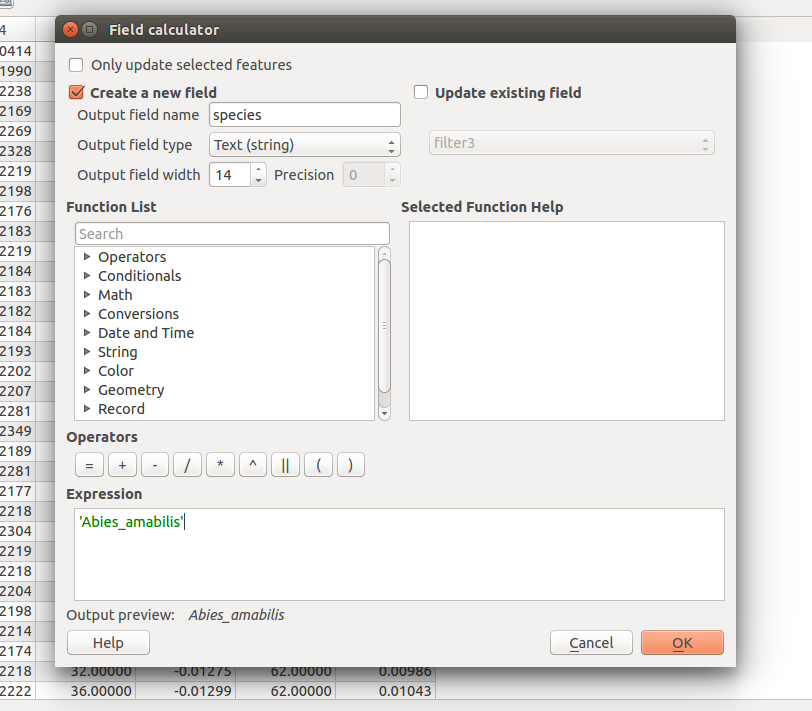 4
Field calculator
0414
1990
2238
2169
2269
2328
2219
2198
2176
2183
2219
2184
2183
2182
2184
2193
2202
2207
2281
2349
2189
2281
2177
2218
2304
2219
2218
2204
2198
2214
2174
Only update selected features
Create a new field
Update existing field
Output field name species
Output field type Text (string)
filter3
Output field width 14 Precision 0
Function List
Selected Function Help
Search
Operators
Conditionals
Math
Conversions
Date and Time
String
Color
Geometry
Record
Operators
= + - / * ^ || ( )
Expression
'Abies_amabilis'
Output preview: Abies_amabilis
Help Cancel OK
2218 32.00000 -0.01275 62.00000 0.00986
2222 36.00000 -0.01299 62.00000 0.01043